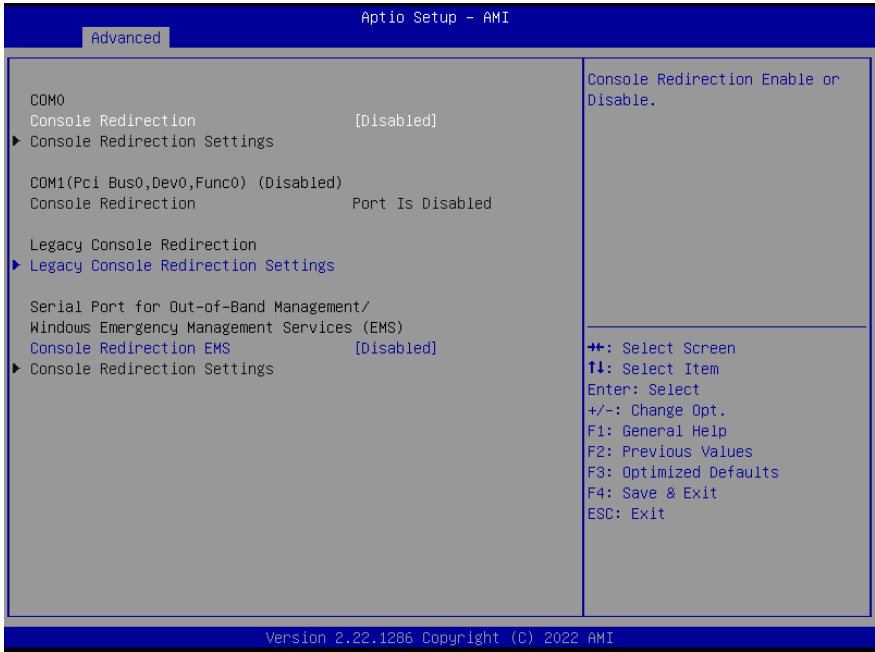 Aptio Setup – AMI
Advanced
COM0
Console Redirection [Disabled]
▶ Console Redirection Settings
COM1(Pci Bus0,Dev0,Func0) (Disabled)
Console Redirection Port Is Disabled
Legacy Console Redirection
▶ Legacy Console Redirection Settings
Serial Port for Out-of-Band Management/
Windows Emergency Management Services (EMS)
Console Redirection EMS [Disabled]
▶ Console Redirection Settings
Console Redirection Enable or
Disable.
→←: Select Screen
↑↓: Select Item
Enter: Select
+/-: Change Opt.
F1: General Help
F2: Previous Values
F3: Optimized Defaults
F4: Save & Exit
ESC: Exit
Version 2.22.1286 Copyright (C) 2022 AMI